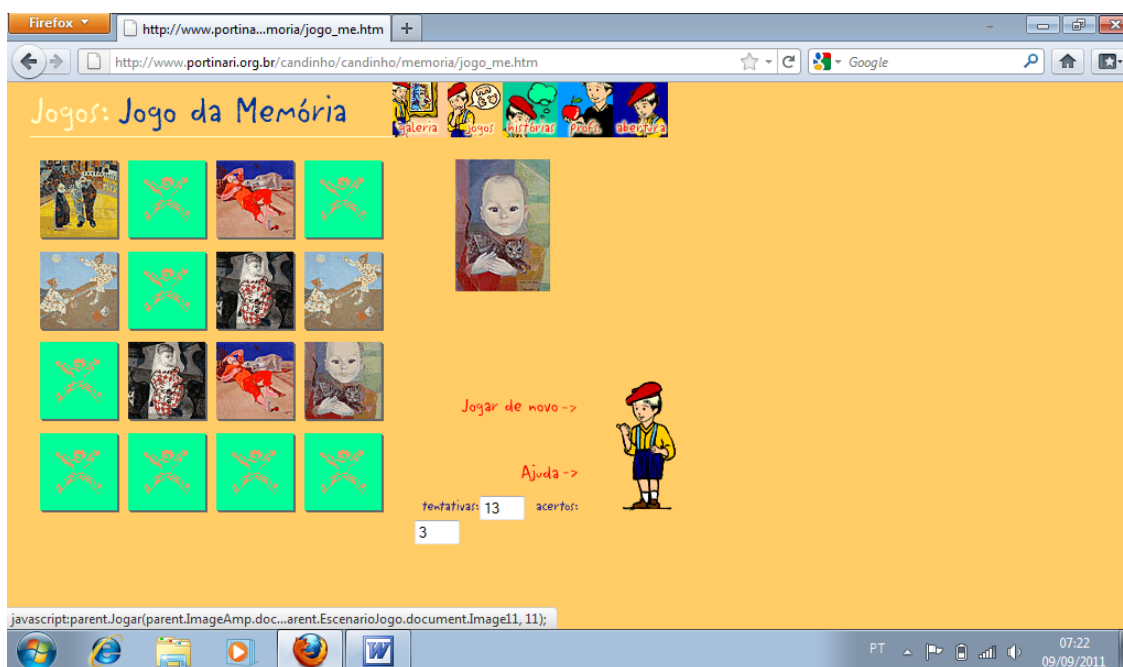 Firefox
http://www.portina...moria/jogo_me.htm
http://www.portinari.org.br/candinho/candinho/memoria/jogo_me.htm
Google
Jogos: Jogo da Memória
galeria jogos histórias profs. abertura
Jogar de novo ->
Ajuda ->
tentativas: 13 acertos:
3
javascript:parent.Jogar(parent.ImageAmp.doc...arent.EscenarioJogo.document.Image11, 11);
PT
07:22
09/09/2011